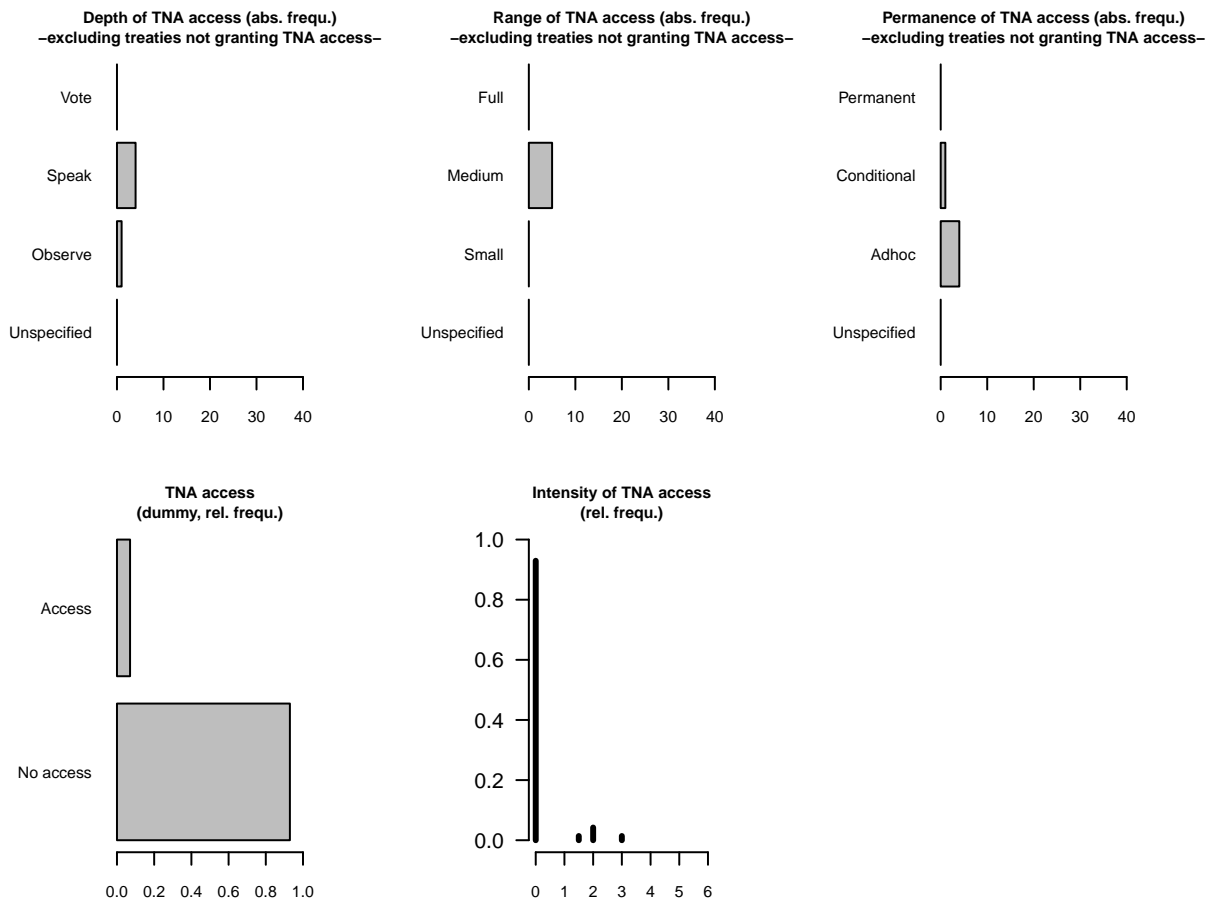 Depth of TNA access (abs. frequ.)
–excluding treaties not granting TNA access–
Vote
Speak
Observe
Unspecified
0 10 20 30 40
Range of TNA access (abs. frequ.)
–excluding treaties not granting TNA access–
Full
Medium
Small
Unspecified
0 10 20 30 40
Permanence of TNA access (abs. frequ.)
–excluding treaties not granting TNA access–
Permanent
Conditional
Adhoc
Unspecified
0 10 20 30 40
TNA access
(dummy, rel. frequ.)
Access
No access
0.0 0.2 0.4 0.6 0.8 1.0
Intensity of TNA access
(rel. frequ.)
1.0
0.8
0.6
0.4
0.2
0.0
0 1 2 3 4 5 6